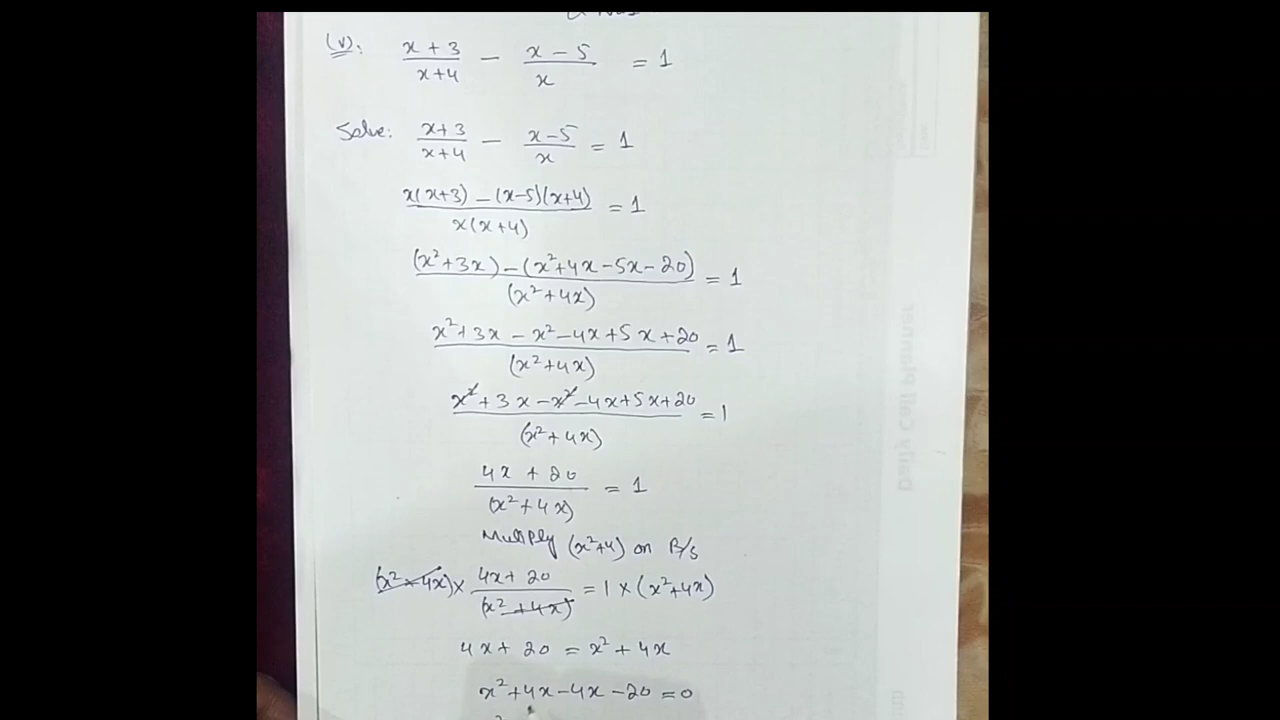 (v): x + 3 / x+4 − x − 5 / x = 1
Solve: x+3 / x+4 − x−5 / x = 1
x(x+3) − (x−5)(x+4) / x(x+4) = 1
(x²+3x) − (x²+4x−5x−20) / (x²+4x) = 1
x²+3x − x²−4x+5x+20 / (x²+4x) = 1
x²+3x−x²−4x+5x+20 / (x²+4x) = 1
4x + 20 / (x²+4x) = 1
Multiply (x²+4) on B/s
(x²+4x) × 4x+20 / (x²+4x) = 1 × (x²+4x)
4x+ 20 = x² + 4x
x²+4x−4x−20=0
Daily Call Planner